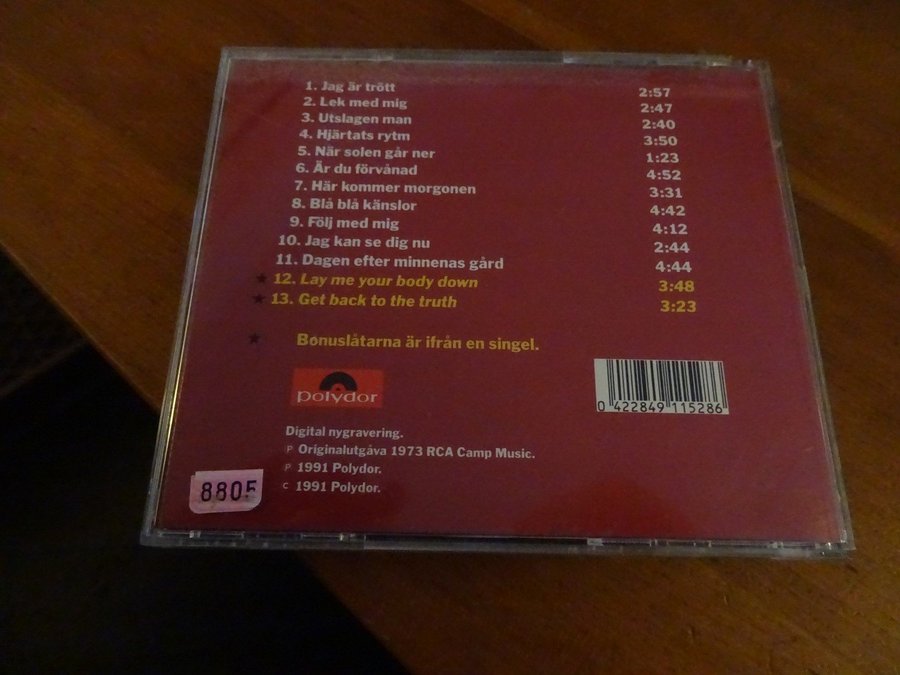 1. Jag är trött 2:57
2. Lek med mig 2:47
3. Utslagen man 2:40
4. Hjärtats rytm 3:50
5. När solen går ner 1:23
6. Är du förvånad 4:52
7. Här kommer morgonen 3:31
8. Blå blå känslor 4:42
9. Följ med mig 4:12
10. Jag kan se dig nu 2:44
11. Dagen efter minnenas gård 4:44
★ 12. Lay me your body down 3:48
★ 13. Get back to the truth 3:23
★ Bonuslåtarna är ifrån en singel.
polydor
0 422849 115286
Digital nygravering.
℗ Originalutgåva 1973 RCA Camp Music.
℗ 1991 Polydor.
© 1991 Polydor.
8805